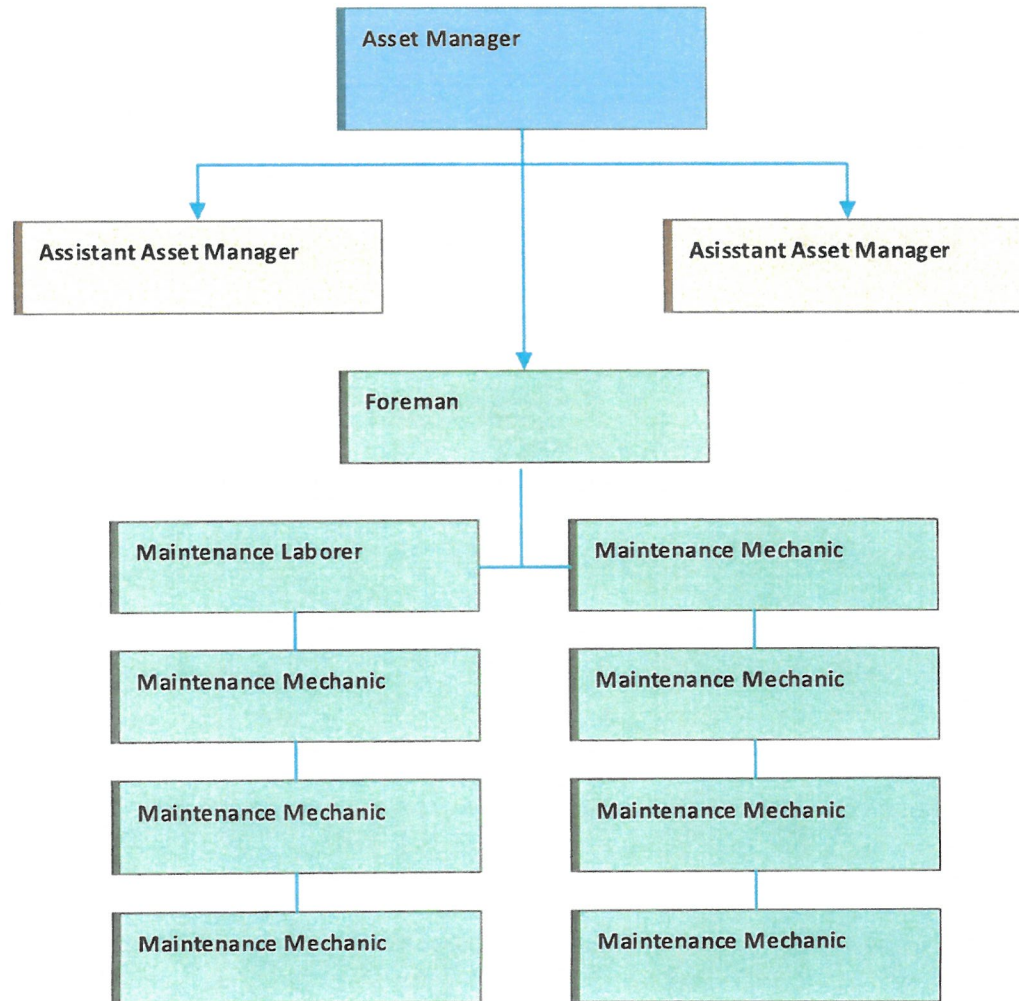 Asset Manager
Assistant Asset Manager
Asisstant Asset Manager
Foreman
Maintenance Laborer
Maintenance Mechanic
Maintenance Mechanic
Maintenance Mechanic
Maintenance Mechanic
Maintenance Mechanic
Maintenance Mechanic
Maintenance Mechanic